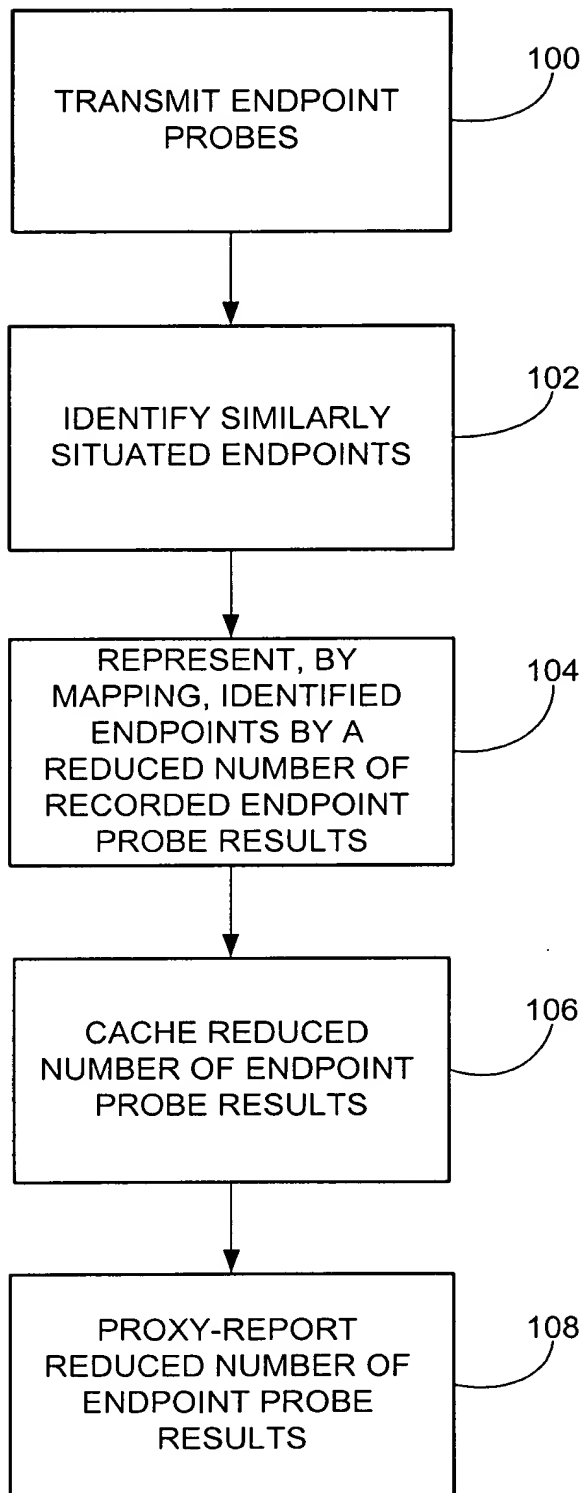 TRANSMIT ENDPOINT
PROBES
100
IDENTIFY SIMILARLY
SITUATED ENDPOINTS
102
REPRESENT, BY
MAPPING, IDENTIFIED
ENDPOINTS BY A
REDUCED NUMBER OF
RECORDED ENDPOINT
PROBE RESULTS
104
CACHE REDUCED
NUMBER OF ENDPOINT
PROBE RESULTS
106
PROXY-REPORT
REDUCED NUMBER OF
ENDPOINT PROBE
RESULTS
108